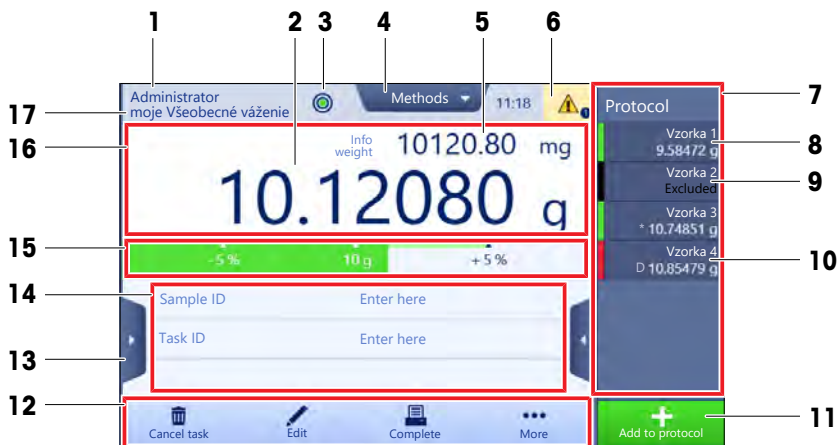 1
2
3
4
5
6
Administrator
moje Všeobecné váženie
Methods
11:18
Protocol
7
17
16
Info
weight
10120.80 mg
10.12080 g
Vzorka 1
9.58472 g
8
Vzorka 2
Excluded
9
Vzorka 3
* 10.74851 g
Vzorka 4
D 10.85479 g
10
15
-5 %
10 g
+5 %
14
Sample ID Enter here
Task ID Enter here
13
12
Cancel task
Edit
Complete
More
Add to protocol
11